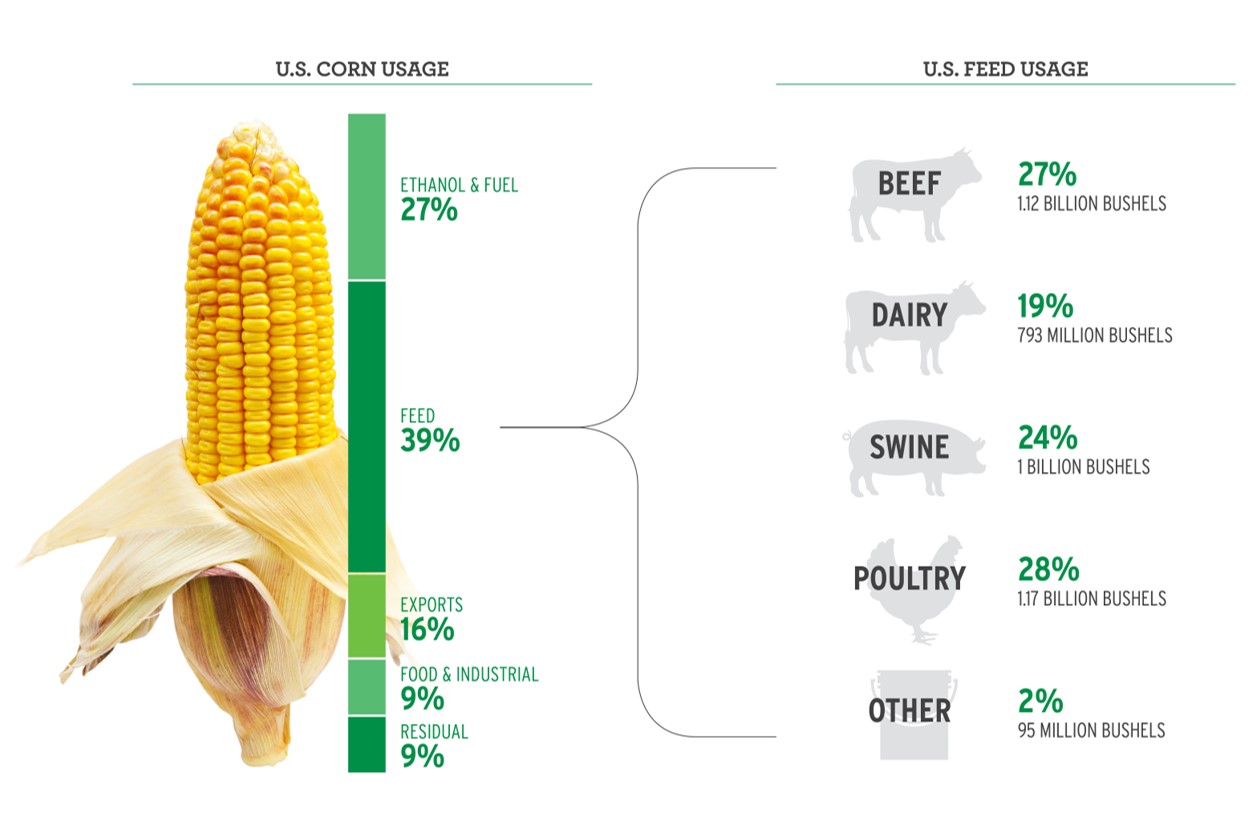 U.S. CORN USAGE
ETHANOL & FUEL
27%
FEED
39%
EXPORTS
16%
FOOD & INDUSTRIAL
9%
RESIDUAL
9%
U.S. FEED USAGE
BEEF
27%
1.12 BILLION BUSHELS
DAIRY
19%
793 MILLION BUSHELS
SWINE
24%
1 BILLION BUSHELS
POULTRY
28%
1.17 BILLION BUSHELS
OTHER
2%
95 MILLION BUSHELS